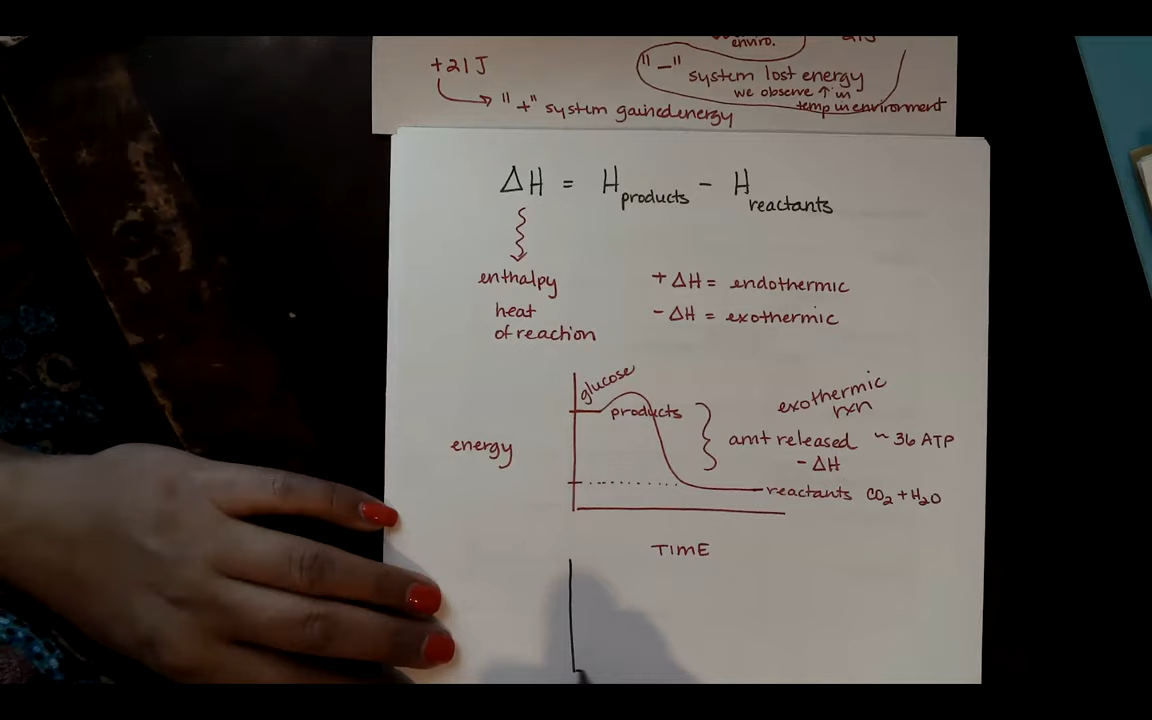 enviro.
+21J
"—" system lost energy
we observe ↑ in
temp in environment
"+" system gained energy
ΔH = H products - H reactants
enthalpy
heat
of reaction
+ ΔH = endothermic
- ΔH = exothermic
glucose
products
energy
exothermic
rxn
amt released ~ 36 ATP
- ΔH
reactants CO2 + H2O
TIME